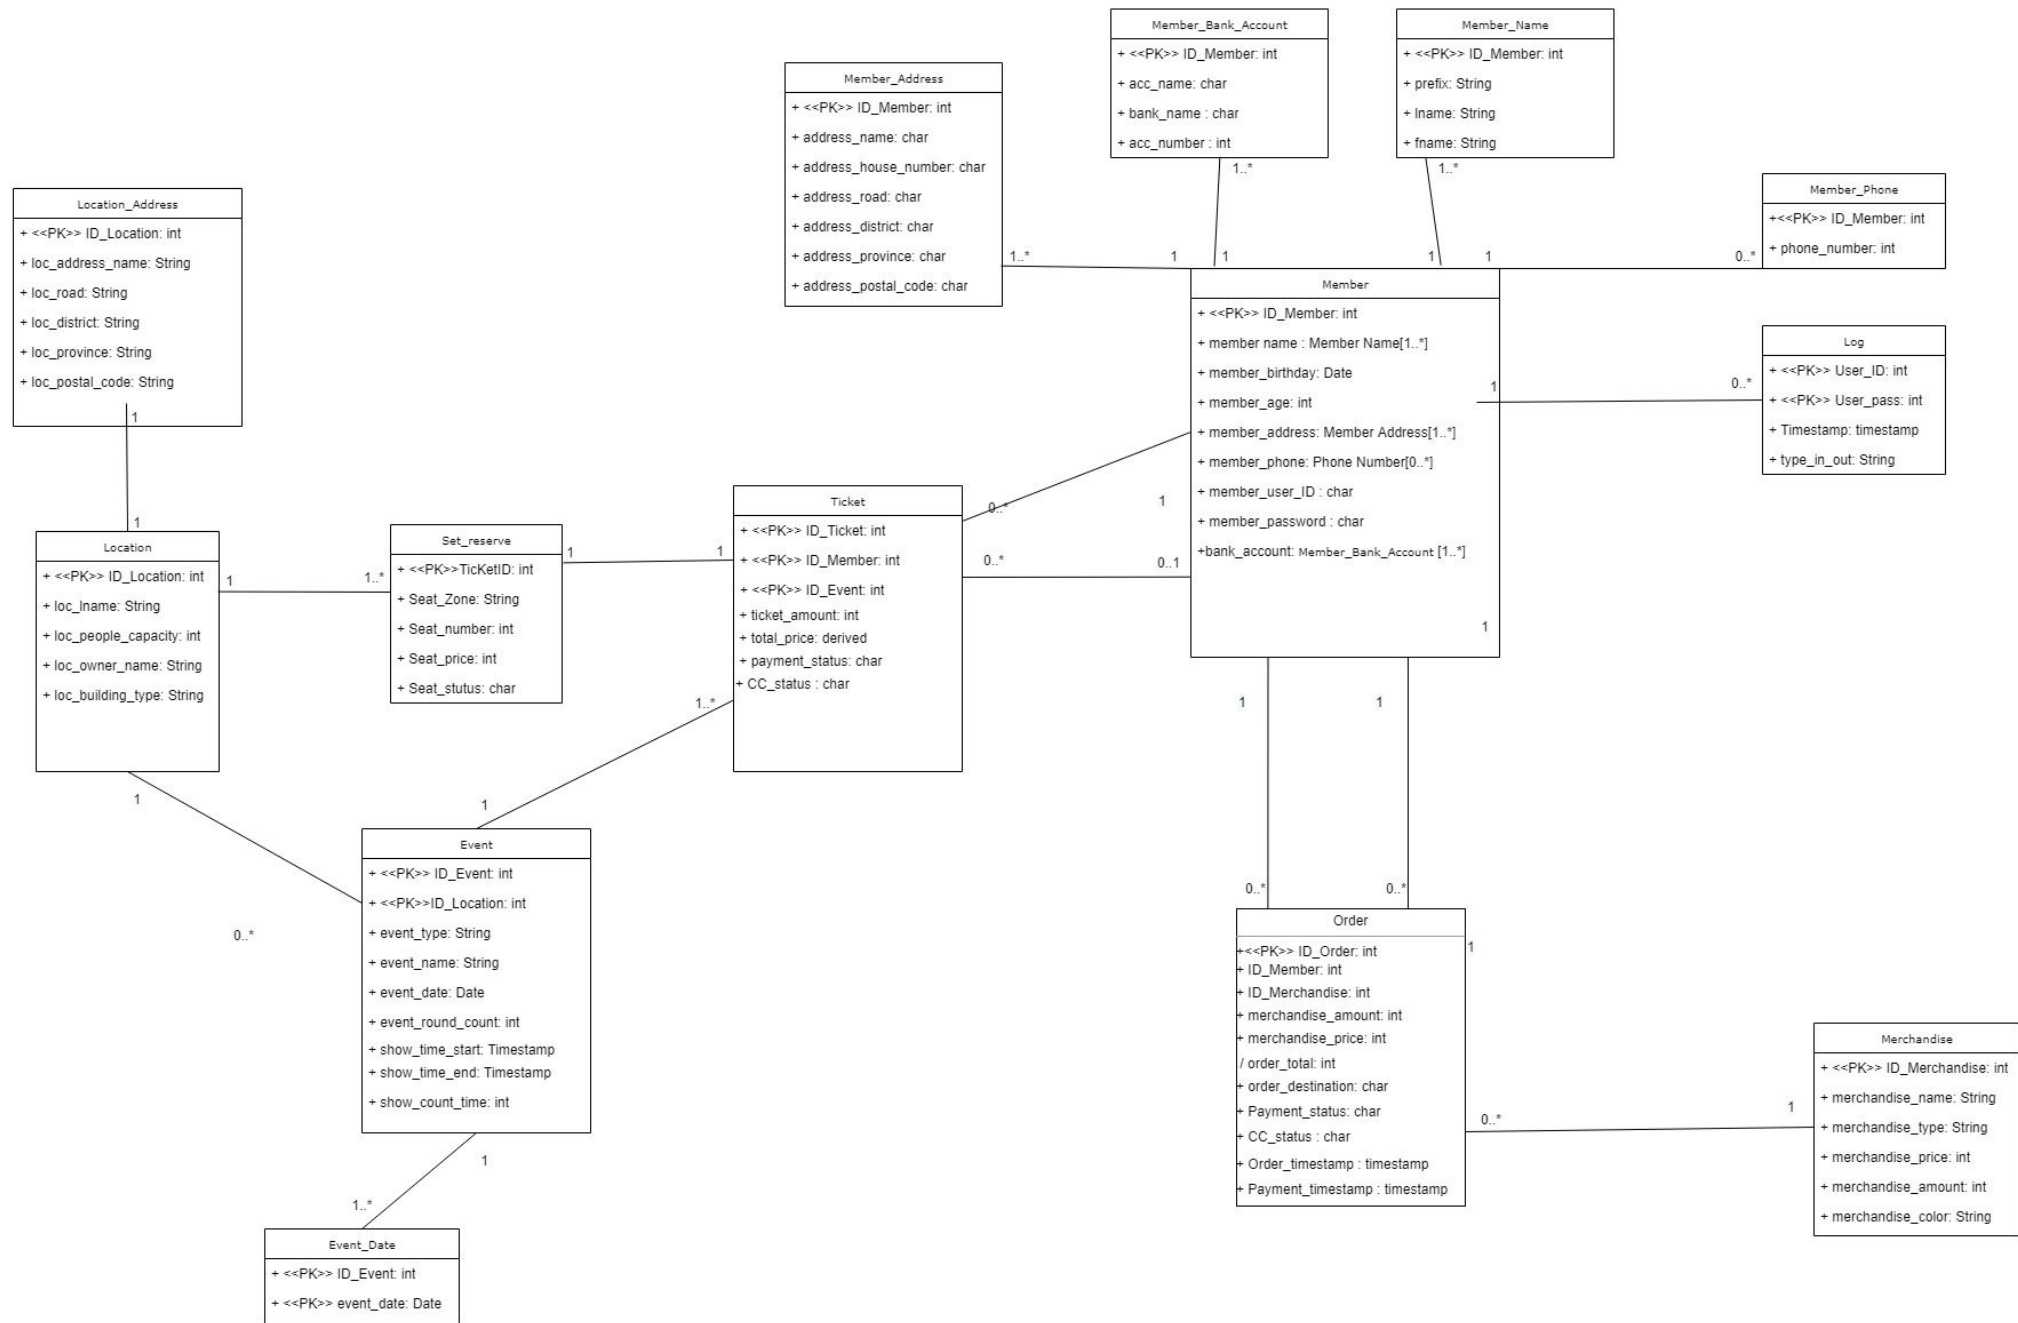 Member_Bank_Account
+ <<PK>> ID_Member: int
+ acc_name: char
+ bank_name : char
+ acc_number : int
1..*
1
Member_Name
+ <<PK>> ID_Member: int
+ prefix: String
+ lname: String
+ fname: String
1..*
1
Member_Address
+ <<PK>> ID_Member: int
+ address_name: char
+ address_house_number: char
+ address_road: char
+ address_district: char
+ address_province: char
+ address_postal_code: char
1..*
1
Member_Phone
+<<PK>> ID_Member: int
+ phone_number: int
1
0..*
Location_Address
+ <<PK>> ID_Location: int
+ loc_address_name: String
+ loc_road: String
+ loc_district: String
+ loc_province: String
+ loc_postal_code: String
1
1
Member
+ <<PK>> ID_Member: int
+ member name : Member Name[1..*]
+ member_birthday: Date
+ member_age: int
+ member_address: Member Address[1..*]
+ member_phone: Phone Number[0..*]
+ member_user_ID : char
+ member_password : char
+bank_account: Member_Bank_Account [1..*]
1
0..*
1
Log
+ <<PK>> User_ID: int
+ <<PK>> User_pass: int
+ Timestamp: timestamp
+ type_in_out: String
Location
+ <<PK>> ID_Location: int
+ loc_lname: String
+ loc_people_capacity: int
+ loc_owner_name: String
+ loc_building_type: String
1
1..*
Set_reserve
+ <<PK>>TicKetID: int
+ Seat_Zone: String
+ Seat_number: int
+ Seat_price: int
+ Seat_stutus: char
1
1
Ticket
+ <<PK>> ID_Ticket: int
+ <<PK>> ID_Member: int
+ <<PK>> ID_Event: int
+ ticket_amount: int
+ total_price: derived
+ payment_status: char
+ CC_status : char
0..*
1
0..*
0..1
1..*
1
1
0..*
Event
+ <<PK>> ID_Event: int
+ <<PK>>ID_Location: int
+ event_type: String
+ event_name: String
+ event_date: Date
+ event_round_count: int
+ show_time_start: Timestamp
+ show_time_end: Timestamp
+ show_count_time: int
1
1..*
Event_Date
+ <<PK>> ID_Event: int
+ <<PK>> event_date: Date
1
1
0..*
0..*
Order
+<<PK>> ID_Order: int
+ ID_Member: int
+ ID_Merchandise: int
+ merchandise_amount: int
+ merchandise_price: int
/ order_total: int
+ order_destination: char
+ Payment_status: char
+ CC_status : char
+ Order_timestamp : timestamp
+ Payment_timestamp : timestamp
1
0..*
1
Merchandise
+ <<PK>> ID_Merchandise: int
+ merchandise_name: String
+ merchandise_type: String
+ merchandise_price: int
+ merchandise_amount: int
+ merchandise_color: String